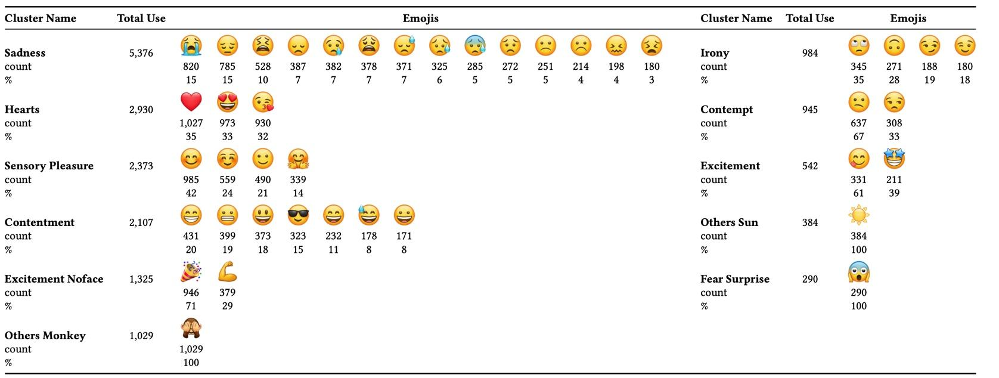 Cluster Name Total Use Emojis Cluster Name Total Use Emojis
Sadness 5,376 😭 😔 😫 😞 😢 😩 😓 😥 😰 😟 🙁 ☹️ 😖 😣
count 820 785 528 387 382 378 371 325 285 272 251 214 198 180
% 15 15 10 7 7 7 7 6 5 5 5 4 4 3
Irony 984 🙄 🙃 😏 😉
count 345 271 188 180
% 35 28 19 18
Hearts 2,930 ❤️ 😍 😘
count 1,027 973 930
% 35 33 32
Contempt 945 😕 😒
count 637 308
% 67 33
Sensory Pleasure 2,373 😊 ☺️ 🙂 🤗
count 985 559 490 339
% 42 24 21 14
Excitement 542 😋 🤩
count 331 211
% 61 39
Contentment 2,107 😁 😬 😃 😎 😄 😅 😀
count 431 399 373 323 232 178 171
% 20 19 18 15 11 8 8
Others Sun 384 ☀️
count 384
% 100
Excitement Noface 1,325 🎉 💪
count 946 379
% 71 29
Fear Surprise 290 😱
count 290
% 100
Others Monkey 1,029 🙈
count 1,029
% 100